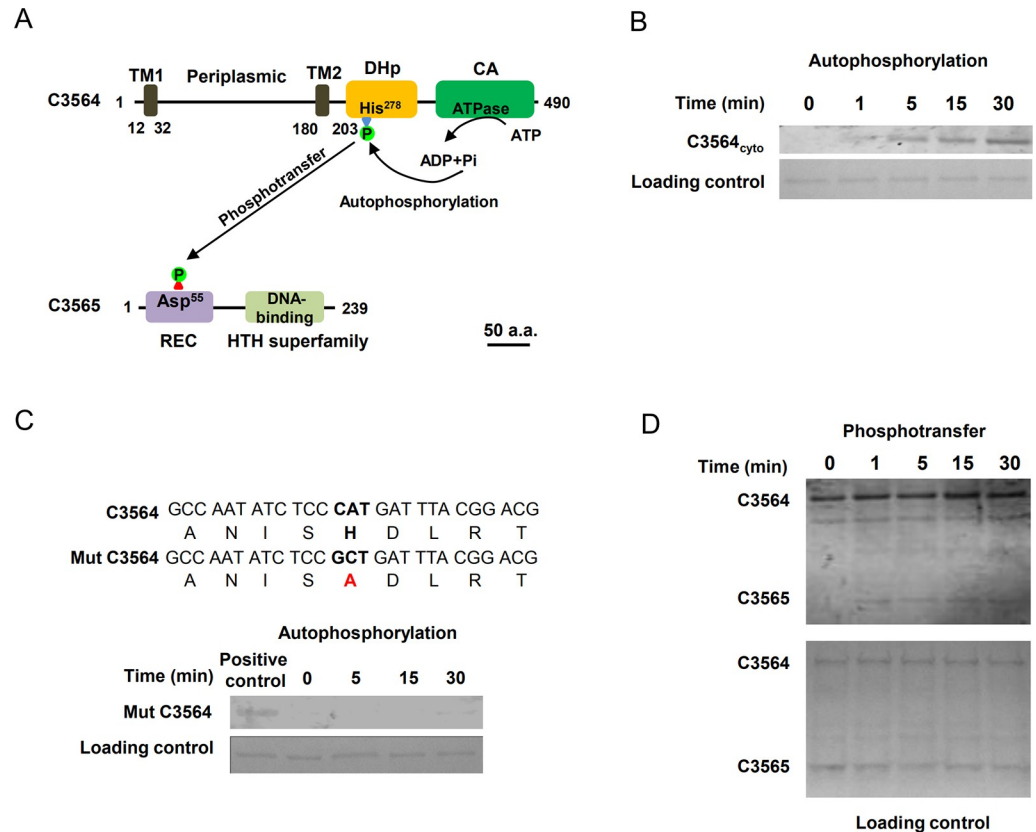 A
TM1 Periplasmic TM2 DHp CA
C3564 1 His278 ATPase 490
12 32 180 203 P ATP
ADP+Pi
Autophosphorylation
Phosphotransfer
P
C3565 1 Asp55 DNA-binding 239
REC HTH superfamily
50 a.a.
B
Autophosphorylation
Time (min) 0 1 5 15 30
C3564cyto
Loading control
C
C3564 GCC AAT ATC TCC CAT GAT TTA CGG ACG
A N I S H D L R T
Mut C3564 GCC AAT ATC TCC GCT GAT TTA CGG ACG
A N I S A D L R T
Autophosphorylation
Time (min) Positive control 0 5 15 30
Mut C3564
Loading control
D
Phosphotransfer
Time (min) 0 1 5 15 30
C3564
C3565
C3564
C3565
Loading control